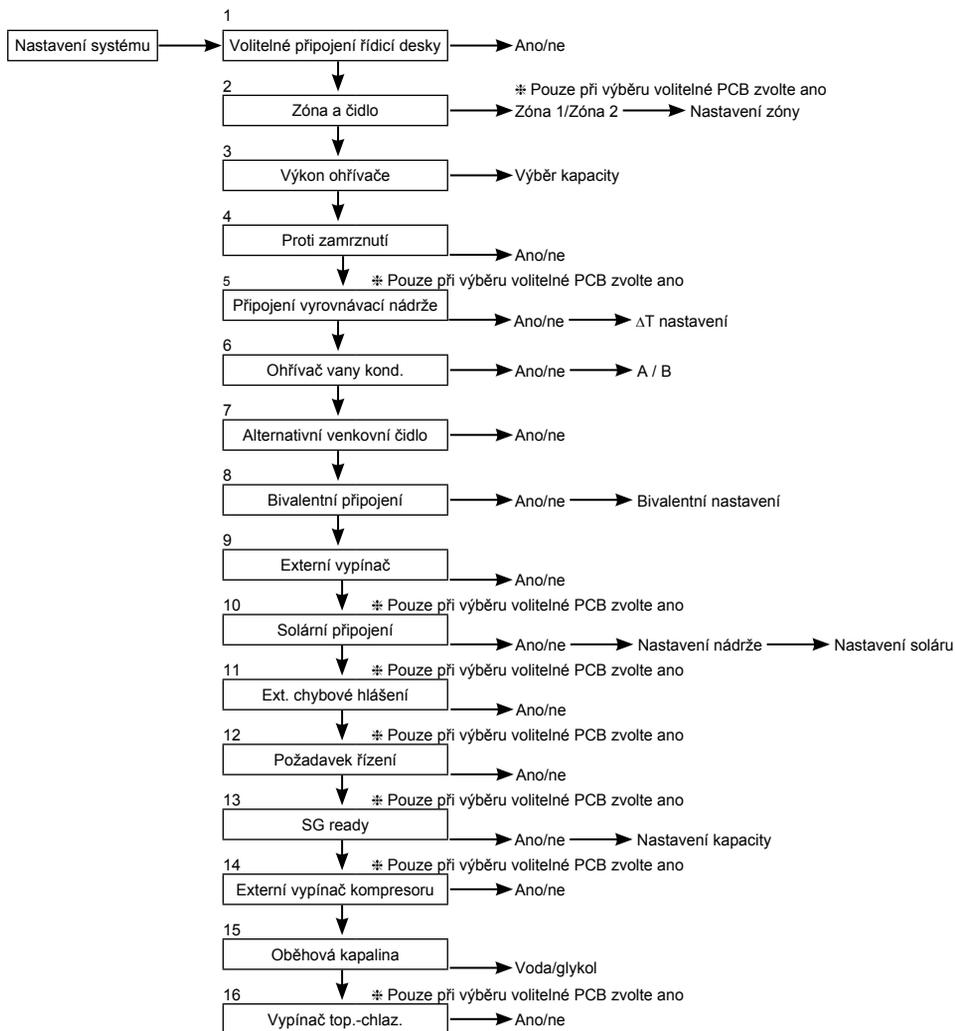 1
Nastavení systému
Volitelné připojení řídicí desky
Ano/ne
2
⁜ Pouze při výběru volitelné PCB zvolte ano
Zóna a čidlo
Zóna 1/Zóna 2
Nastavení zóny
3
Výkon ohřívače
Výběr kapacity
4
Proti zamrznutí
Ano/ne
5
⁜ Pouze při výběru volitelné PCB zvolte ano
Připojení vyrovnávací nádrže
Ano/ne
∆T nastavení
6
Ohřívač vany kond.
Ano/ne
A / B
7
Alternativní venkovní čidlo
Ano/ne
8
Bivalentní připojení
Ano/ne
Bivalentní nastavení
9
Externí vypínač
Ano/ne
10
⁜ Pouze při výběru volitelné PCB zvolte ano
Solární připojení
Ano/ne
Nastavení nádrže
Nastavení soláru
11
⁜ Pouze při výběru volitelné PCB zvolte ano
Ext. chybové hlášení
Ano/ne
12
⁜ Pouze při výběru volitelné PCB zvolte ano
Požadavek řízení
Ano/ne
13
⁜ Pouze při výběru volitelné PCB zvolte ano
SG ready
Ano/ne
Nastavení kapacity
14
⁜ Pouze při výběru volitelné PCB zvolte ano
Externí vypínač kompresoru
Ano/ne
15
Oběhová kapalina
Voda/glykol
16
⁜ Pouze při výběru volitelné PCB zvolte ano
Vypínač top.-chlaz.
Ano/ne